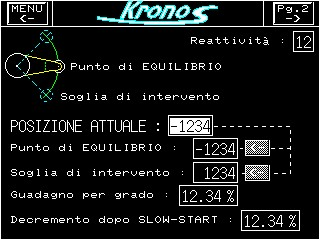 MENU
<-
Kronos
Pg.2
->
Reattività : 12
Punto di EQUILIBRIO
Soglia di intervento
POSIZIONE ATTUALE : -1234
Punto di EQUILIBRIO : -1234 <-
Soglia di intervento : 1234 <-
Guadagno per grado : 12.34 %
Decremento dopo SLOW-START : 12.34 %